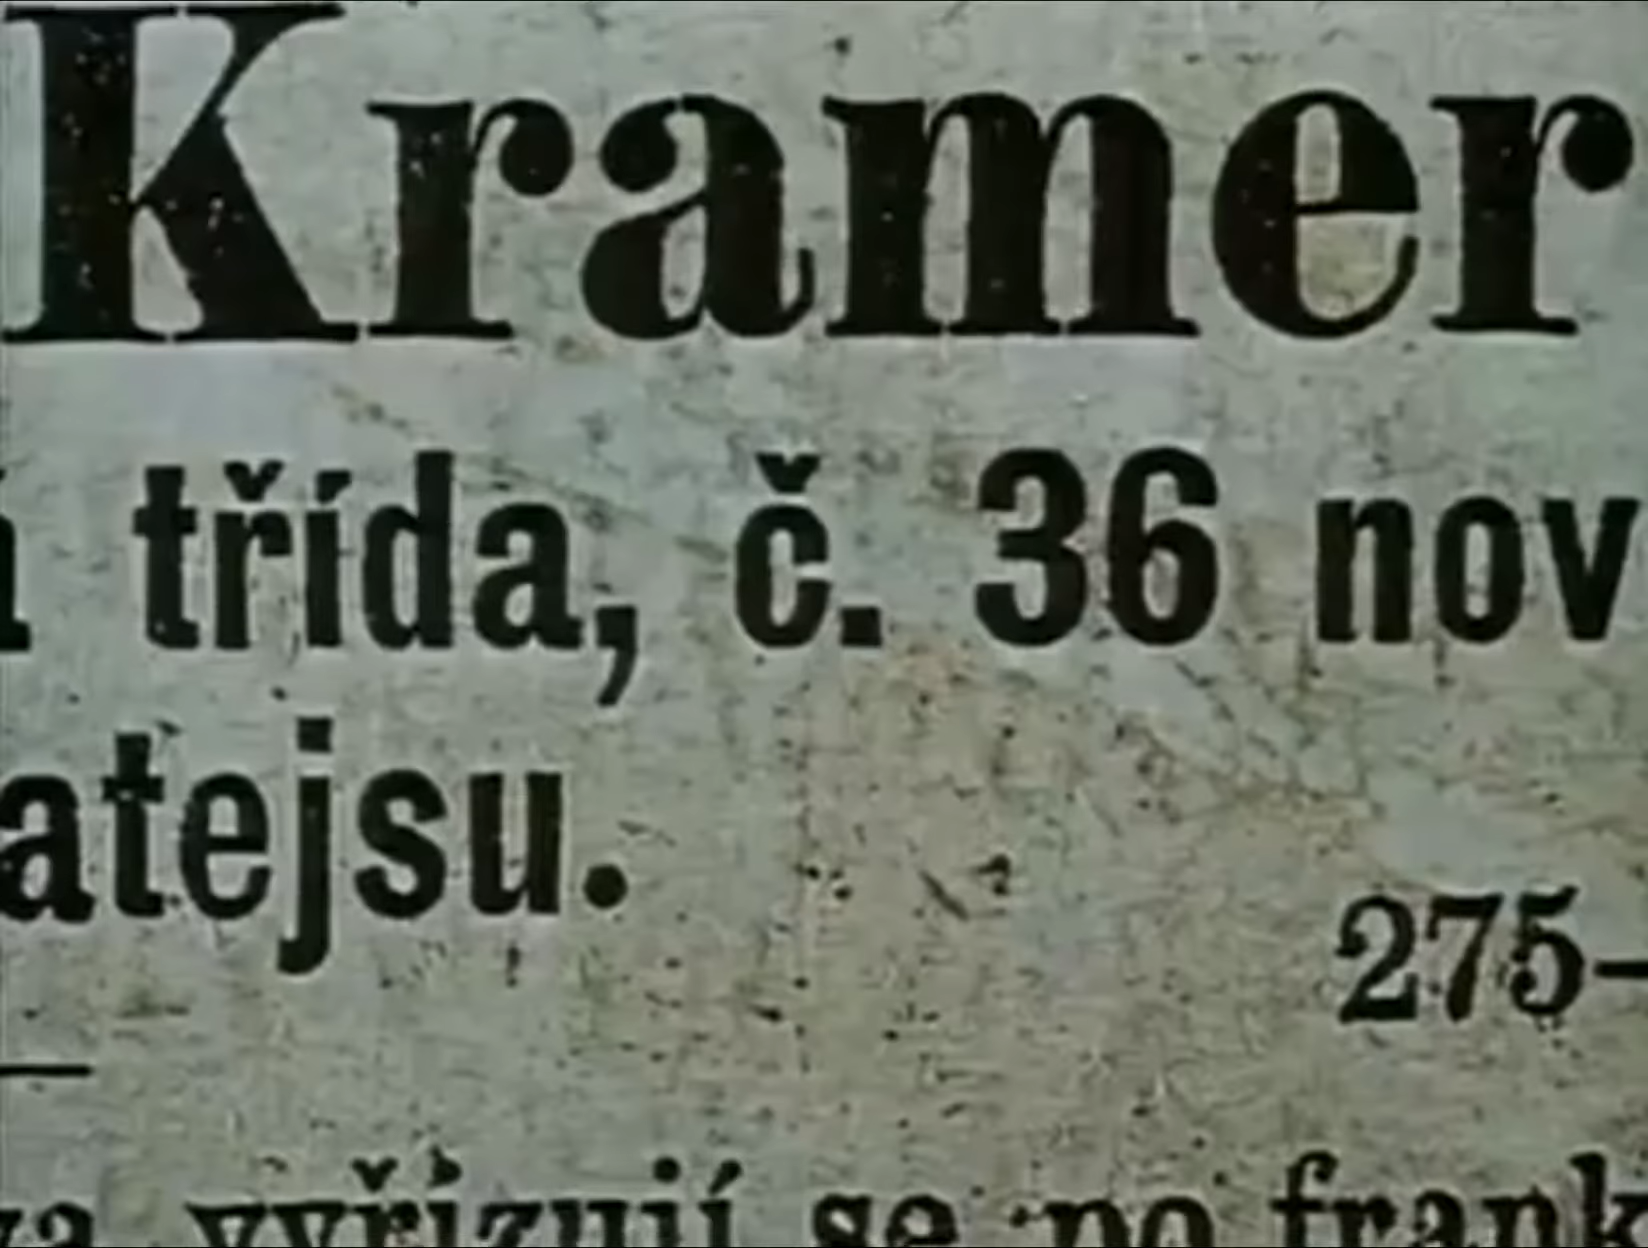 Kramer
třída, č. 36 nov
atejsu.
275–
vyřizují se po frank